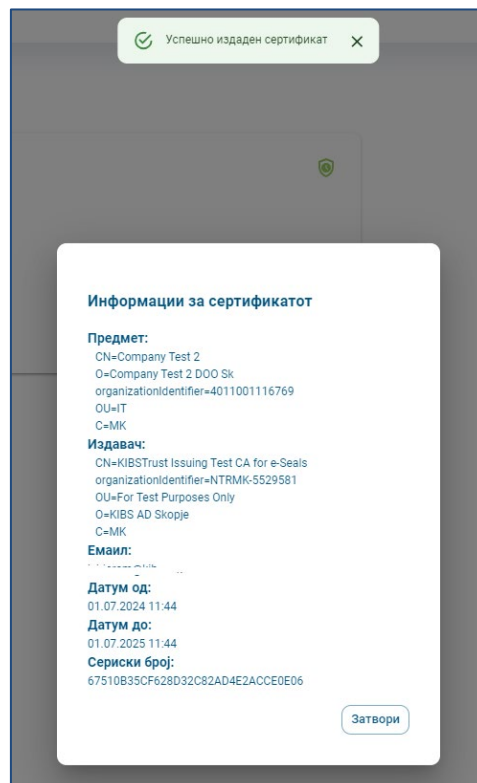 Успешно издаден сертификат
Информации за сертификатот
Предмет:
CN=Company Test 2
O=Company Test 2 DOO Sk
organizationIdentifier=4011001116769
OU=IT
C=MK
Издавач:
CN=KIBSTrust Issuing Test CA for e-Seals
organizationIdentifier=NTRMK-5529581
OU=For Test Purposes Only
O=KIBS AD Skopje
C=MK
Емаил:
Датум од:
01.07.2024 11:44
Датум до:
01.07.2025 11:44
Сериски број:
67510B35CF628D32C82AD4E2ACCE0E06
Затвори